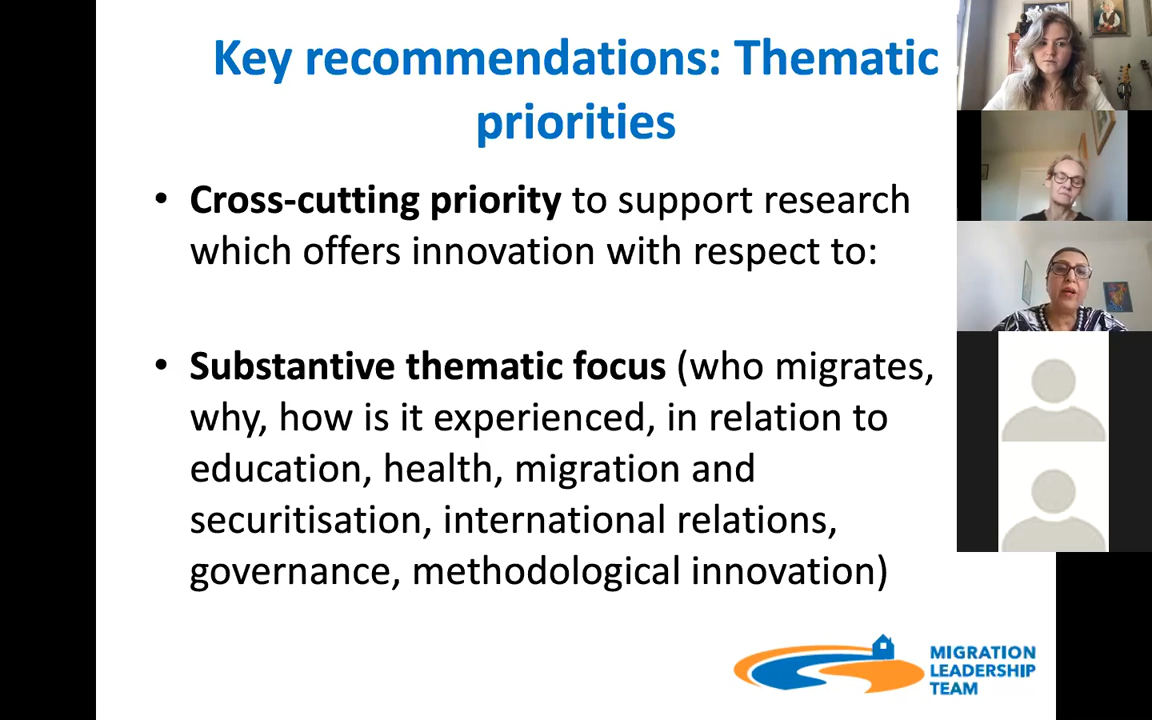 Key recommendations: Thematic
priorities
• Cross-cutting priority to support research
which offers innovation with respect to:
• Substantive thematic focus (who migrates,
why, how is it experienced, in relation to
education, health, migration and
securitisation, international relations,
governance, methodological innovation)
MIGRATION
LEADERSHIP
TEAM